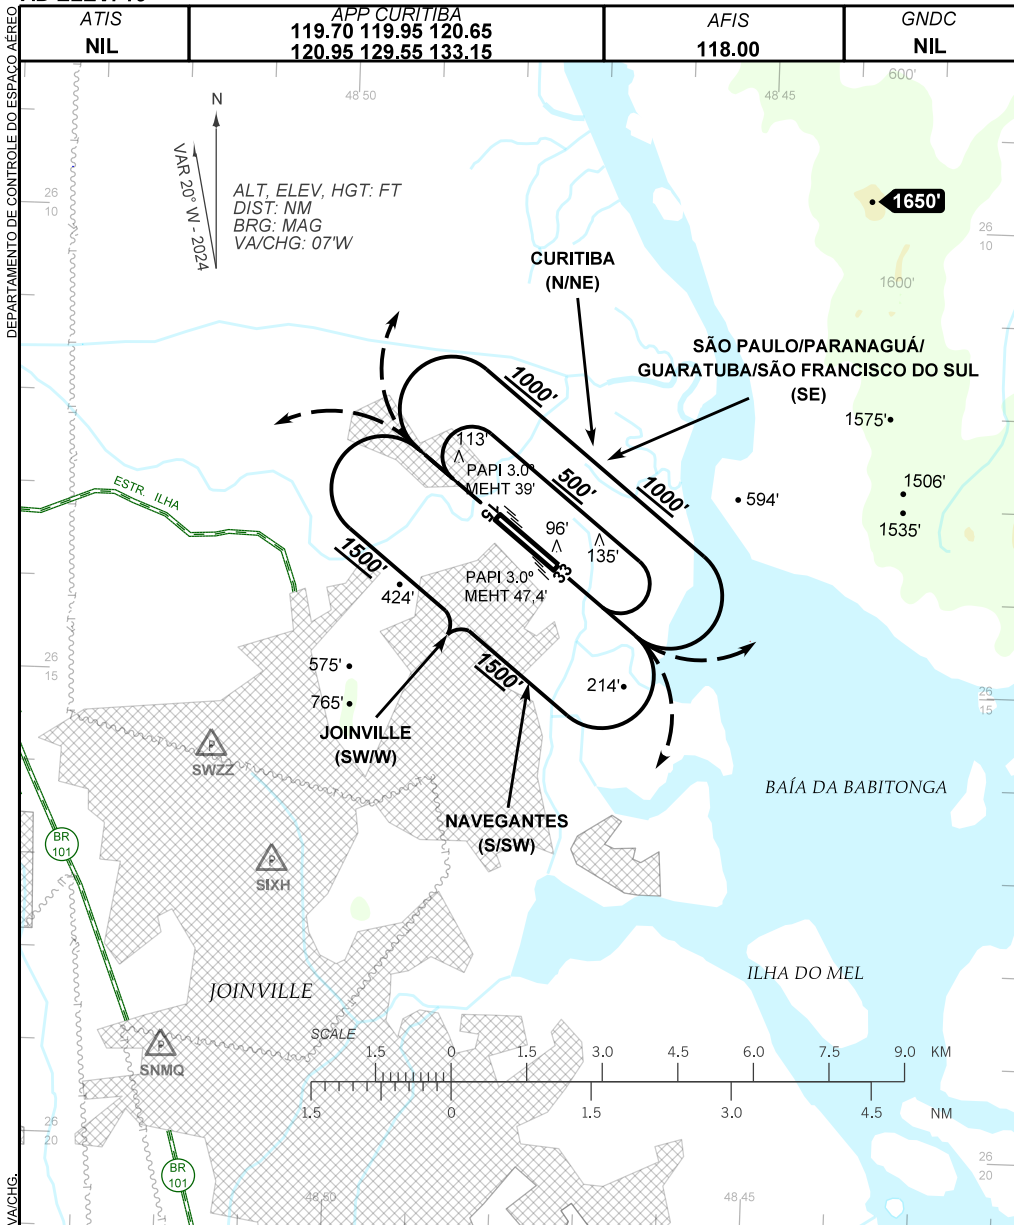 ATIS
NIL
APP CURITIBA
119.70 119.95 120.65
120.95 129.55 133.15
AFIS
118.00
GNDC
NIL
DEPARTAMENTO DE CONTROLE DO ESPAÇO AÉREO
600'
48 50
48 45
N
VAR 20° W - 2024
ALT, ELEV, HGT: FT
DIST: NM
BRG: MAG
VA/CHG: 07'W
26
10
1650'
26
10
CURITIBA
(N/NE)
1600'
SÃO PAULO/PARANAGUÁ/
GUARATUBA/SÃO FRANCISCO DO SUL
(SE)
1000'
1575'
113'
PAPI 3.0°
MEHT 39'
500'
1000'
1506'
594'
1535'
ESTR. ILHA
15
96'
135'
33
1500'
PAPI 3.0°
MEHT 47,4'
424'
575'
26
15
1500'
214'
765'
26
15
JOINVILLE
(SW/W)
SWZZ
P
BAÍA DA BABITONGA
NAVEGANTES
(S/SW)
BR
101
P
SIXH
ILHA DO MEL
JOINVILLE
P
SNMQ
SCALE
1.5 0 1.5 3.0 4.5 6.0 7.5 9.0 KM
1.5 0 1.5 3.0 4.5 NM
26
20
26
20
BR
101
48 50
48 45
VA/CHG.